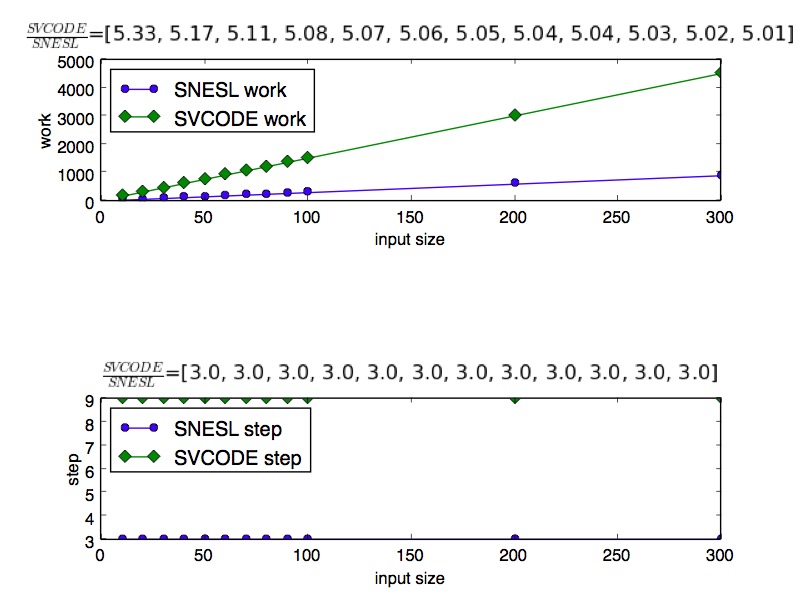 SVCODE/SNESL=[5.33, 5.17, 5.11, 5.08, 5.07, 5.06, 5.05, 5.04, 5.04, 5.03, 5.02, 5.01]
5000
4000
3000
2000
1000
0
work
SNESL work
SVCODE work
0 50 100 150 200 250 300
input size
SVCODE/SNESL=[3.0, 3.0, 3.0, 3.0, 3.0, 3.0, 3.0, 3.0, 3.0, 3.0, 3.0, 3.0]
9
8
7
6
5
4
3
step
SNESL step
SVCODE step
0 50 100 150 200 250 300
input size